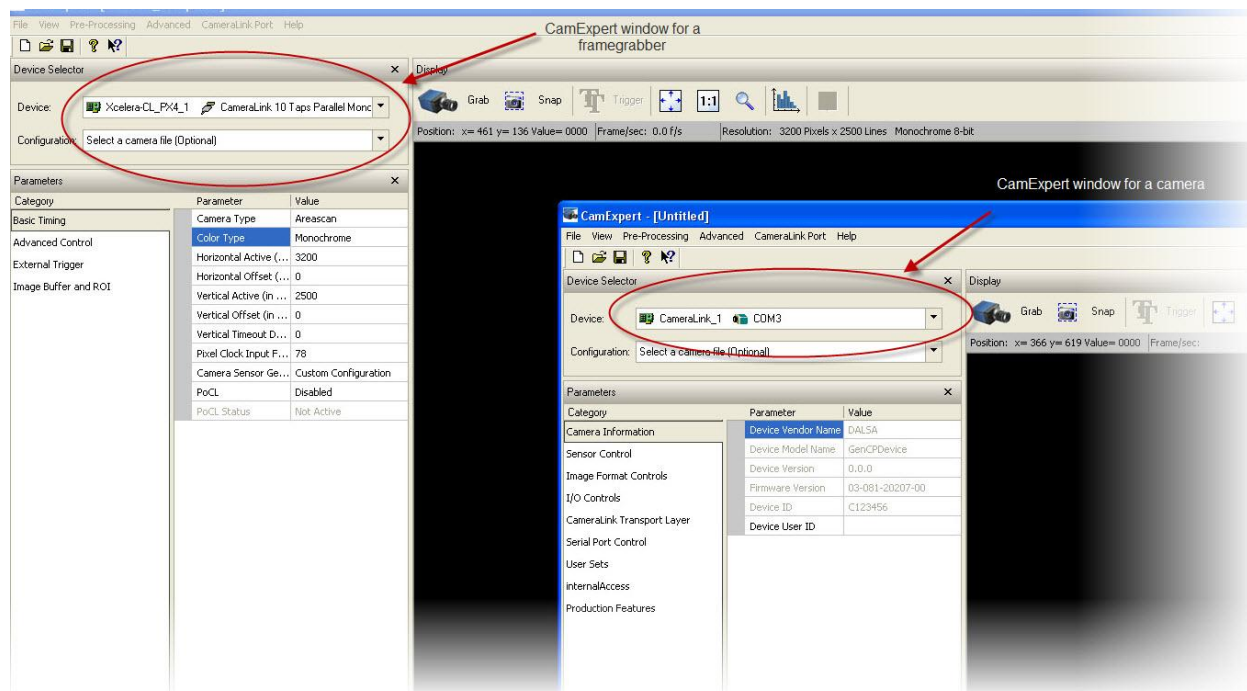 File View Pre-Processing Advanced CameraLink Port Help
CamExpert window for a
framegrabber
Device Selector
Device: Xcelera-CL_PX4_1 CameraLink 10 Taps Parallel Monc
Configuration: Select a camera file (Optional)
Display
Grab Snap Trigger 1:1
Position: x= 461 y= 136 Value= 0000 Frame/sec: 0.0 f/s Resolution: 3200 Pixels x 2500 Lines Monochrome 8-bit
Parameters
Category Parameter Value
Basic Timing
Advanced Control
External Trigger
Image Buffer and ROI
Camera Type Areascan
Color Type Monochrome
Horizontal Active (... 3200
Horizontal Offset (... 0
Vertical Active (in ... 2500
Vertical Offset (in ... 0
Vertical Timeout D... 0
Pixel Clock Input F... 78
Camera Sensor Ge... Custom Configuration
PoCL Disabled
PoCL Status Not Active
CamExpert window for a camera
CamExpert - [Untitled]
File View Pre-Processing Advanced CameraLink Port Help
Device Selector
Device: CameraLink_1 COM3
Configuration: Select a camera file (Optional)
Display
Grab Snap Trigger
Position: x= 366 y= 619 Value= 0000 Frame/sec:
Parameters
Category Parameter Value
Camera Information
Sensor Control
Image Format Controls
I/O Controls
CameraLink Transport Layer
Serial Port Control
User Sets
internalAccess
Production Features
Device Vendor Name DALSA
Device Model Name GenCPDevice
Device Version 0.0.0
Firmware Version 03-081-20207-00
Device ID C123456
Device User ID